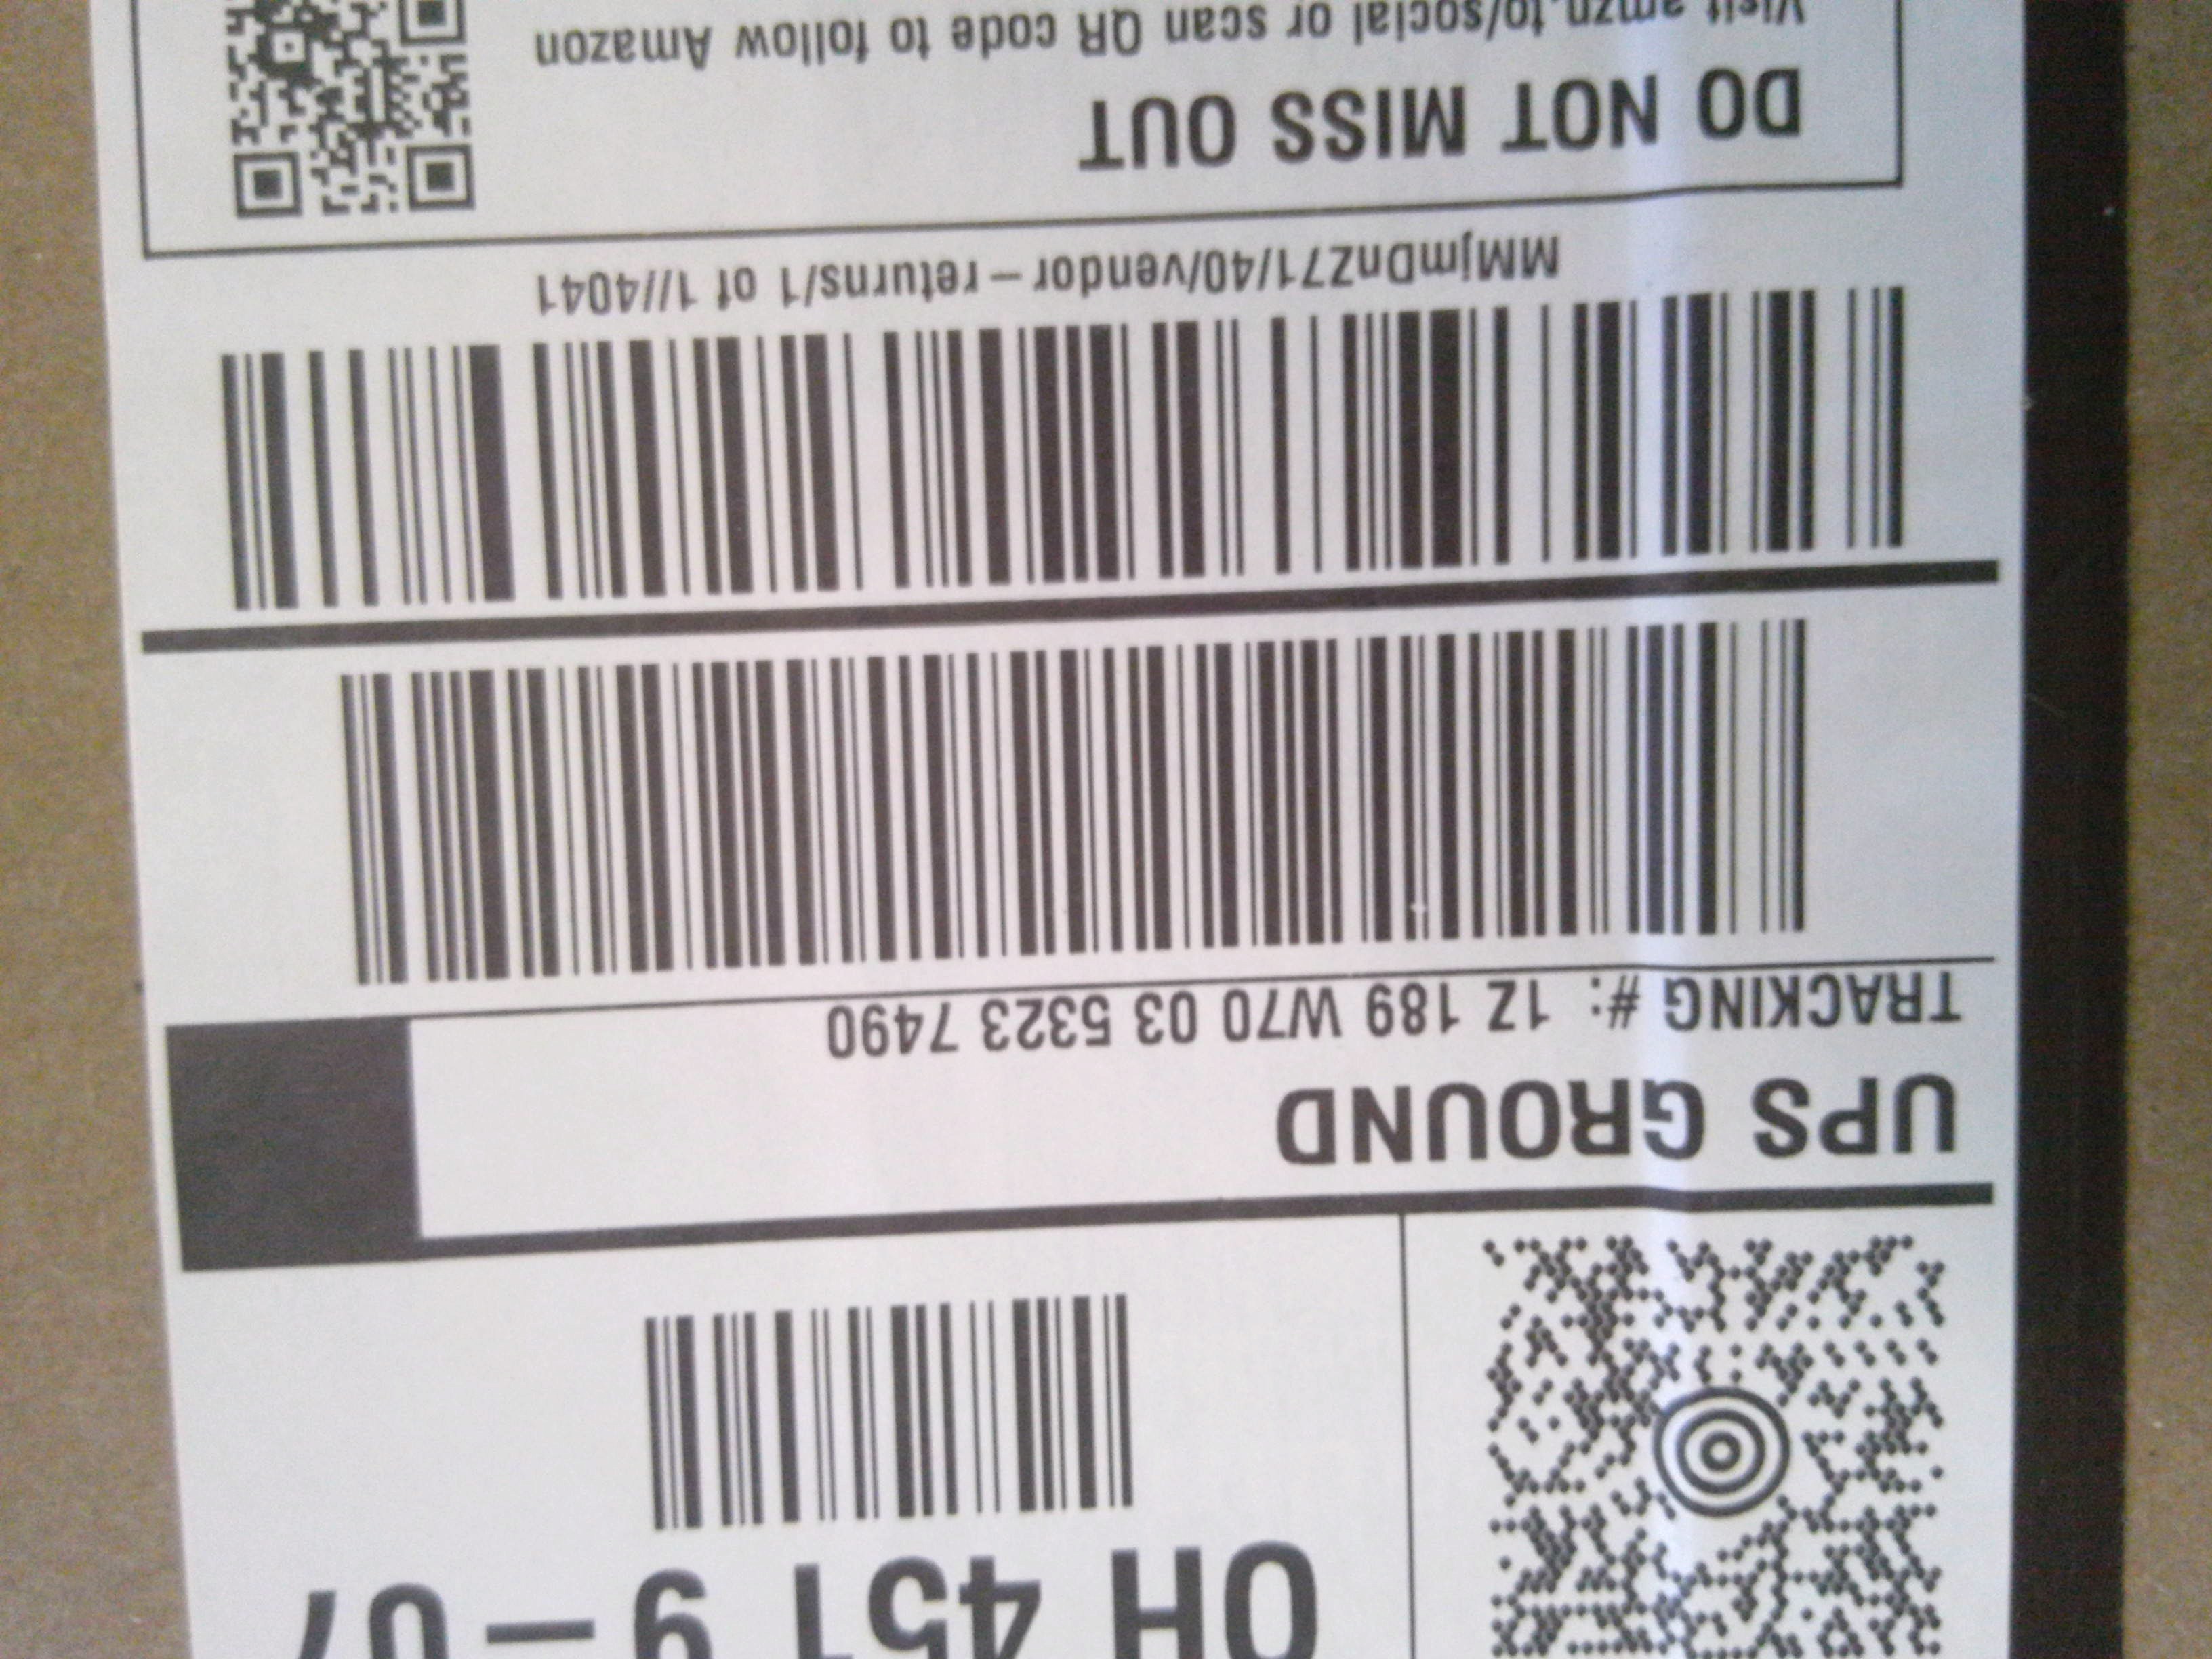 OH 451 9-07
UPS GROUND
TRACKING #: 1Z 189 W70 03 5323 7490
MMjmDnZ71/40/vendor-returns/1 of 1//4041
DO NOT MISS OUT
Visit amzn.to/social or scan QR code to follow Amazon